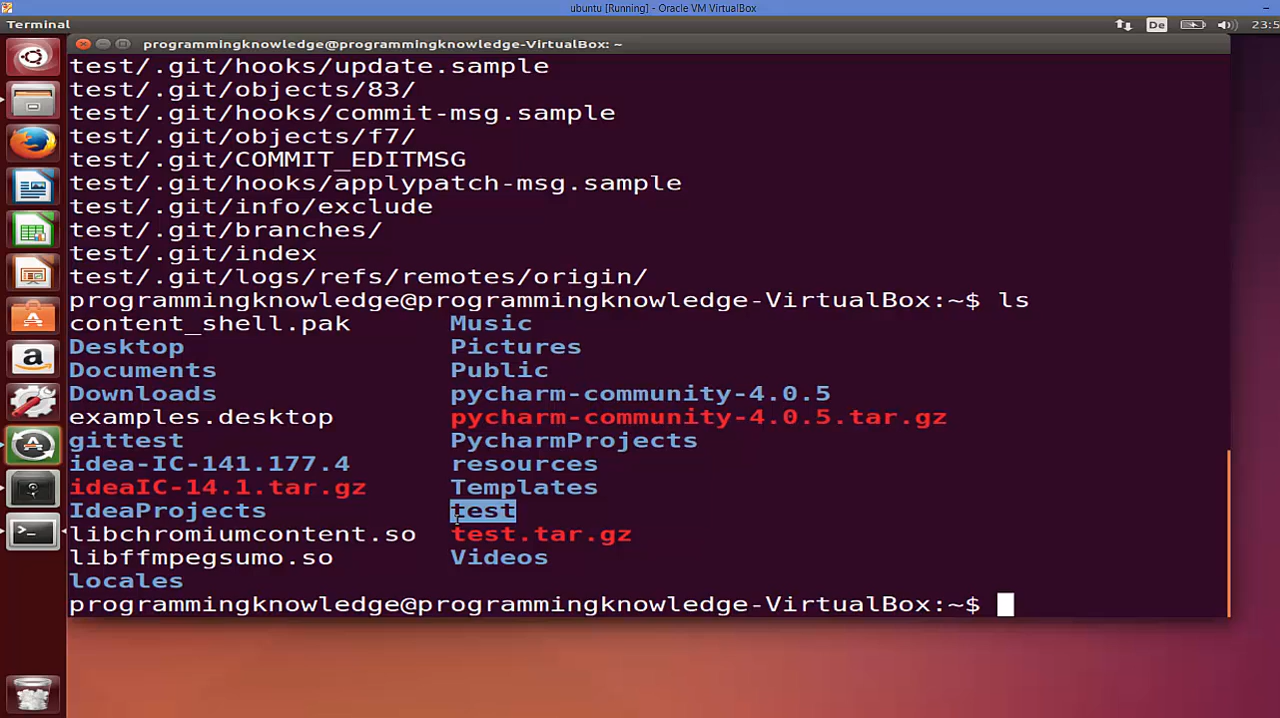 ubuntu [Running] - Oracle VM VirtualBox
Terminal De 23:5
programmingknowledge@programmingknowledge-VirtualBox: ~
test/.git/hooks/update.sample
test/.git/objects/83/
test/.git/hooks/commit-msg.sample
test/.git/objects/f7/
test/.git/COMMIT_EDITMSG
test/.git/hooks/applypatch-msg.sample
test/.git/info/exclude
test/.git/branches/
test/.git/index
test/.git/logs/refs/remotes/origin/
programmingknowledge@programmingknowledge-VirtualBox:~$ ls
content_shell.pak Music
Desktop Pictures
Documents Public
Downloads pycharm-community-4.0.5
examples.desktop pycharm-community-4.0.5.tar.gz
gittest PycharmProjects
idea-IC-141.177.4 resources
ideaIC-14.1.tar.gz Templates
IdeaProjects test
libchromiumcontent.so test.tar.gz
libffmpegsumo.so Videos
locales
programmingknowledge@programmingknowledge-VirtualBox:~$